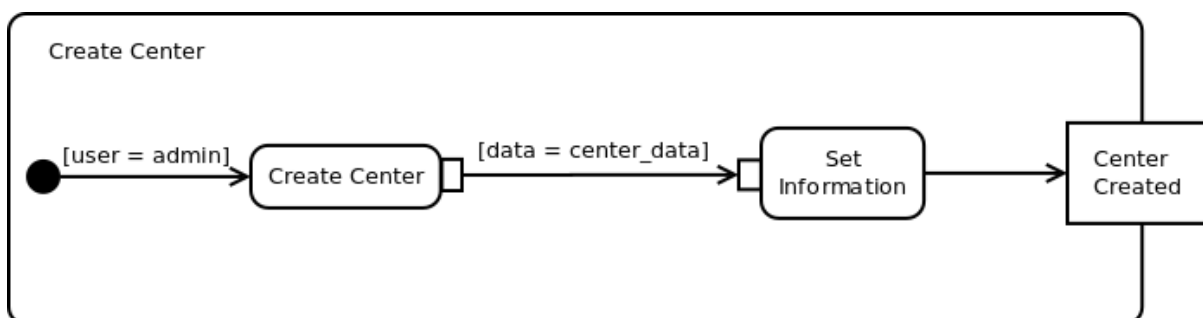 Create Center
[user = admin]
Create Center
[data = center_data]
Set
Information
Center
Created